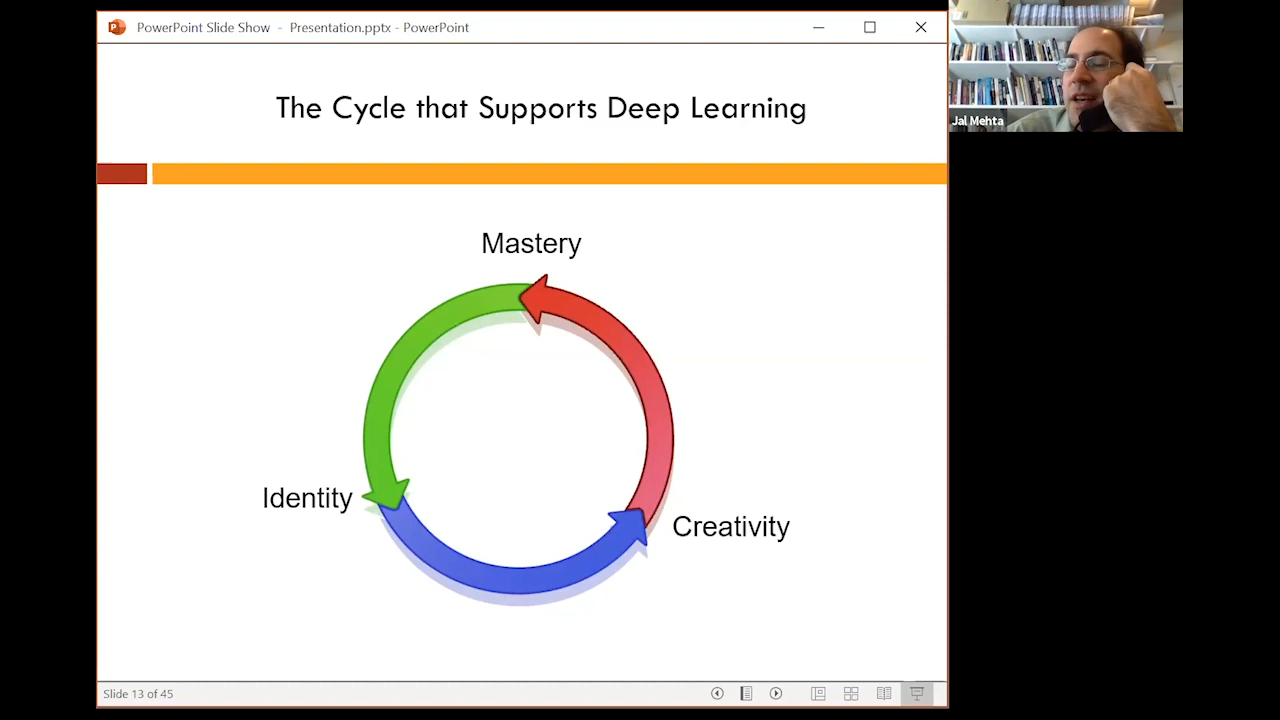 PowerPoint Slide Show - Presentation.pptx - PowerPoint
Jal Mehta
The Cycle that Supports Deep Learning
Mastery
Identity
Creativity
Slide 13 of 45